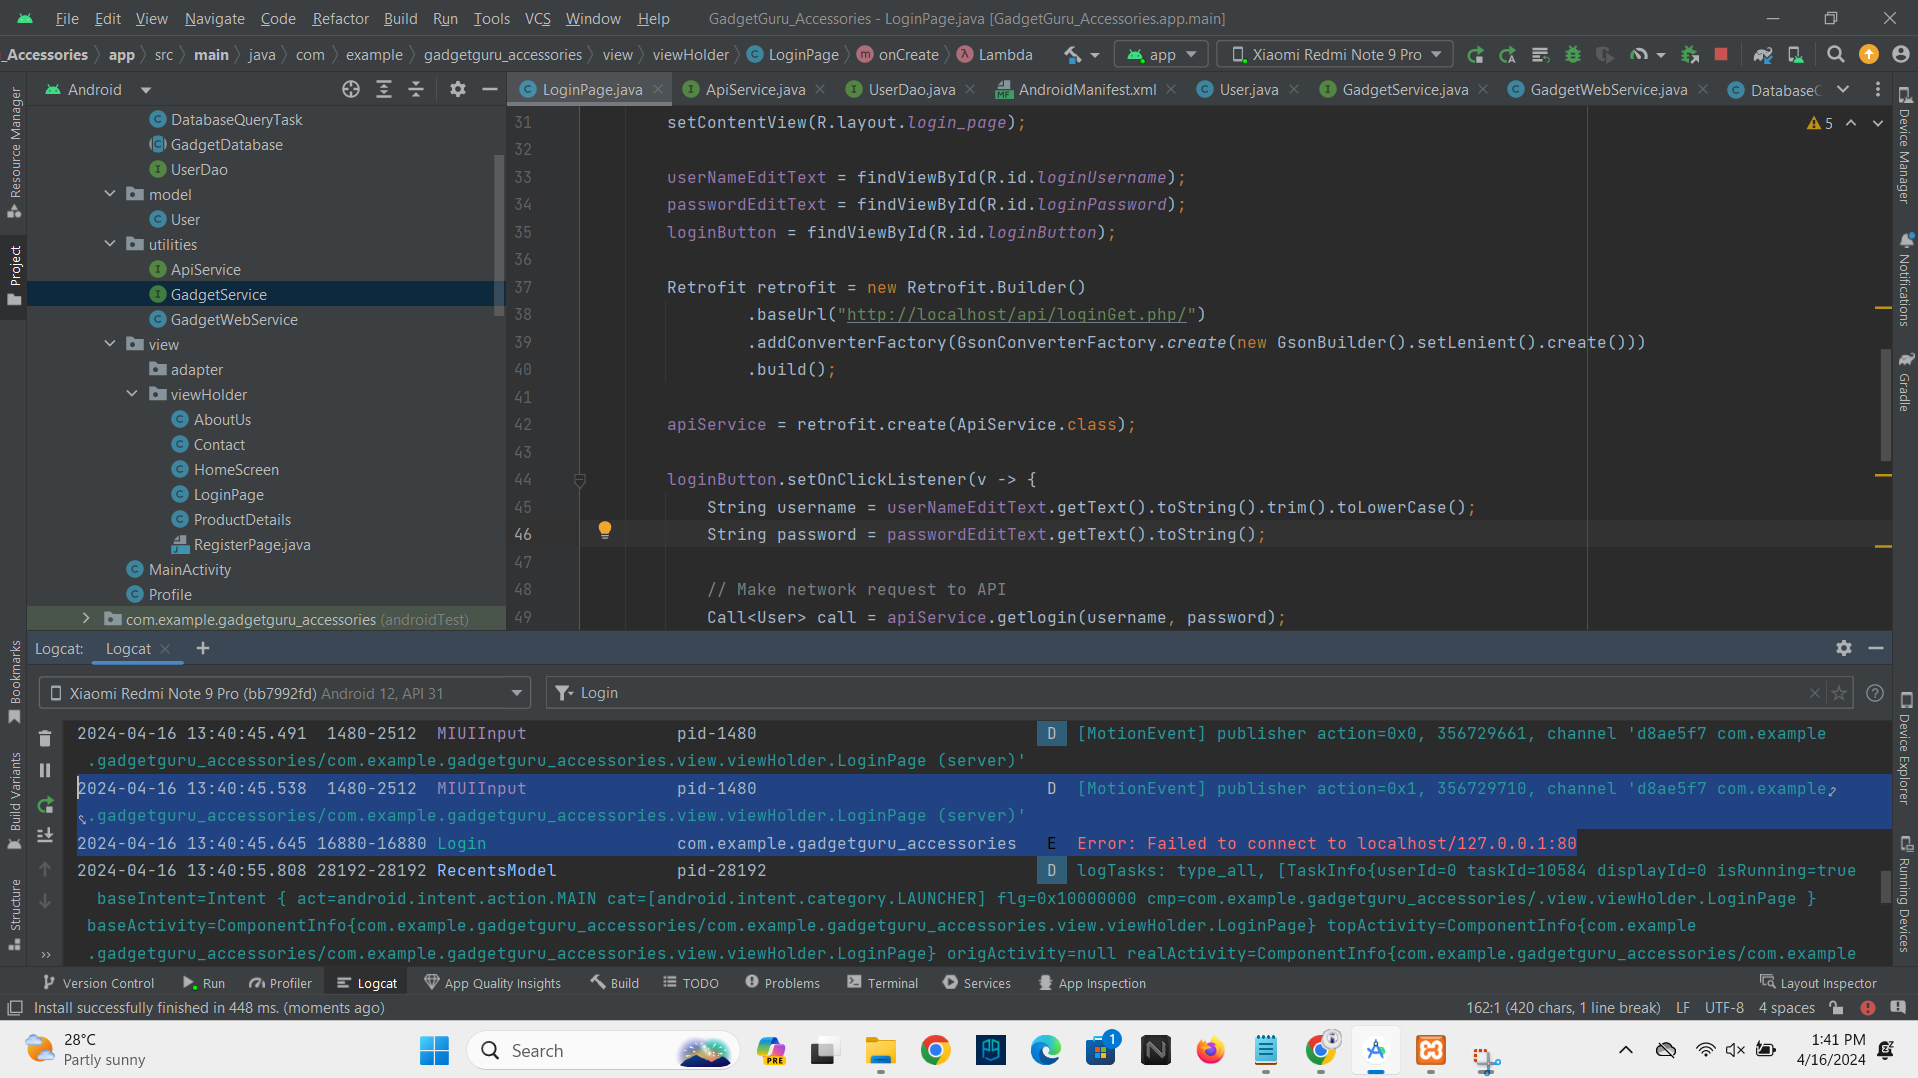 File Edit View Navigate Code Refactor Build Run Tools VCS Window Help GadgetGuru_Accessories - LoginPage.java [GadgetGuru_Accessories.app.main]
_Accessories app src main java com example gadgetguru_accessories view viewHolder LoginPage onCreate Lambda app Xiaomi Redmi Note 9 Pro
Android
LoginPage.java ApiService.java UserDao.java AndroidManifest.xml User.java GadgetService.java GadgetWebService.java
Resource Manager
Project
Bookmarks
Build Variants
Structure
DatabaseQueryTask
GadgetDatabase
UserDao
model
User
utilities
ApiService
GadgetService
GadgetWebService
view
adapter
viewHolder
AboutUs
Contact
HomeScreen
LoginPage
ProductDetails
RegisterPage.java
MainActivity
Profile
com.example.gadgetguru_accessories (androidTest)
5
31 setContentView(R.layout.login_page);
32
33 userNameEditText = findViewById(R.id.loginUsername);
34 passwordEditText = findViewById(R.id.loginPassword);
35 loginButton = findViewById(R.id.loginButton);
36
37 Retrofit retrofit = new Retrofit.Builder()
38 .baseUrl("http://localhost/api/loginGet.php/")
39 .addConverterFactory(GsonConverterFactory.create(new GsonBuilder().setLenient().create()))
40 .build();
41
42 apiService = retrofit.create(ApiService.class);
43
44 loginButton.setOnClickListener(v -> {
45 String username = userNameEditText.getText().toString().trim().toLowerCase();
46 String password = passwordEditText.getText().toString();
47
48 // Make network request to API
49 Call<User> call = apiService.getlogin(username, password);
Device Manager
Notifications
Gradle
Device Explorer
Running Devices
Logcat: Logcat
Xiaomi Redmi Note 9 Pro (bb7992fd) Android 12, API 31 Login
2024-04-16 13:40:45.491 1480-2512 MIUIInput pid-1480 D [MotionEvent] publisher action=0x0, 356729661, channel 'd8ae5f7 com.example
.gadgetguru_accessories/com.example.gadgetguru_accessories.view.viewHolder.LoginPage (server)'
2024-04-16 13:40:45.538 1480-2512 MIUIInput pid-1480 D [MotionEvent] publisher action=0x1, 356729710, channel 'd8ae5f7 com.example
.gadgetguru_accessories/com.example.gadgetguru_accessories.view.viewHolder.LoginPage (server)'
2024-04-16 13:40:45.645 16880-16880 Login com.example.gadgetguru_accessories E Error: Failed to connect to localhost/127.0.0.1:80
2024-04-16 13:40:55.808 28192-28192 RecentsModel pid-28192 D logTasks: type_all, [TaskInfo{userId=0 taskId=10584 displayId=0 isRunning=true
baseIntent=Intent { act=android.intent.action.MAIN cat=[android.intent.category.LAUNCHER] flg=0x10000000 cmp=com.example.gadgetguru_accessories/.view.viewHolder.LoginPage }
baseActivity=ComponentInfo{com.example.gadgetguru_accessories/com.example.gadgetguru_accessories.view.viewHolder.LoginPage} topActivity=ComponentInfo{com.example
.gadgetguru_accessories/com.example.gadgetguru_accessories.view.viewHolder.LoginPage} origActivity=null realActivity=ComponentInfo{com.example.gadgetguru_accessories/com.example
Version Control Run Profiler Logcat App Quality Insights Build TODO Problems Terminal Services App Inspection Layout Inspector
Install successfully finished in 448 ms. (moments ago) 162:1 (420 chars, 1 line break) LF UTF-8 4 spaces
28°C
Partly sunny
Search
PRE
1
1:41 PM
4/16/2024